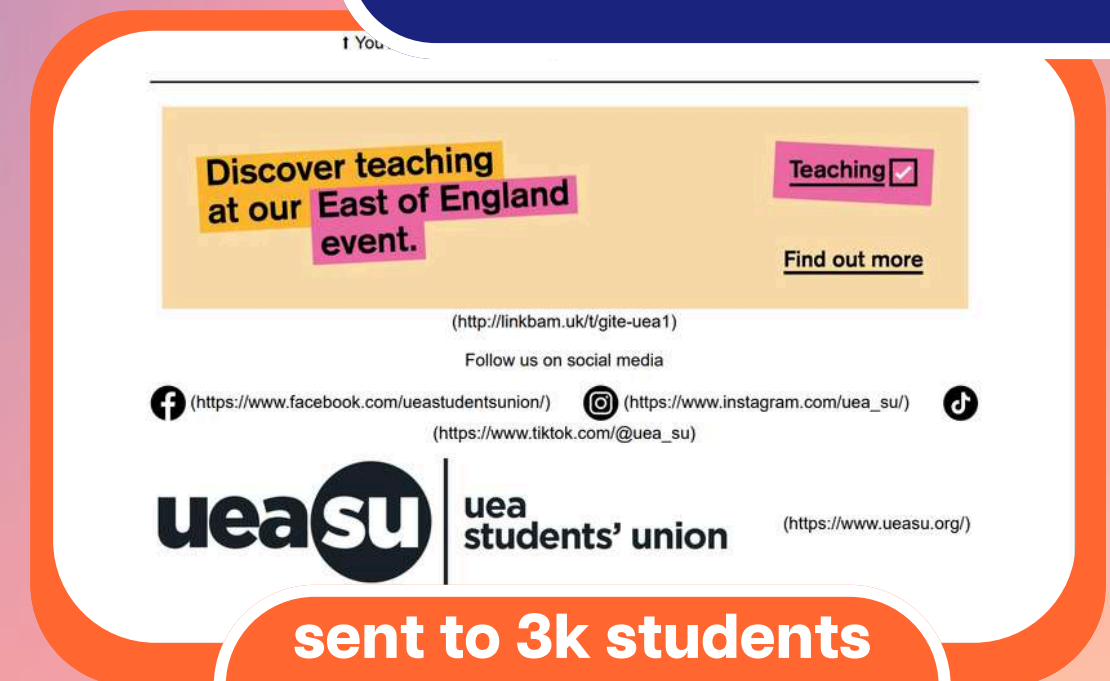 Discover teaching
at our East of England
event.
Teaching
Find out more
(http://linkbam.uk/t/gite-uea1)
Follow us on social media
(https://www.facebook.com/ueastudentsunion/) (https://www.instagram.com/uea_su/)
(https://www.tiktok.com/@uea_su)
ueasu
uea
students' union
(https://www.ueasu.org/)
sent to 3k students